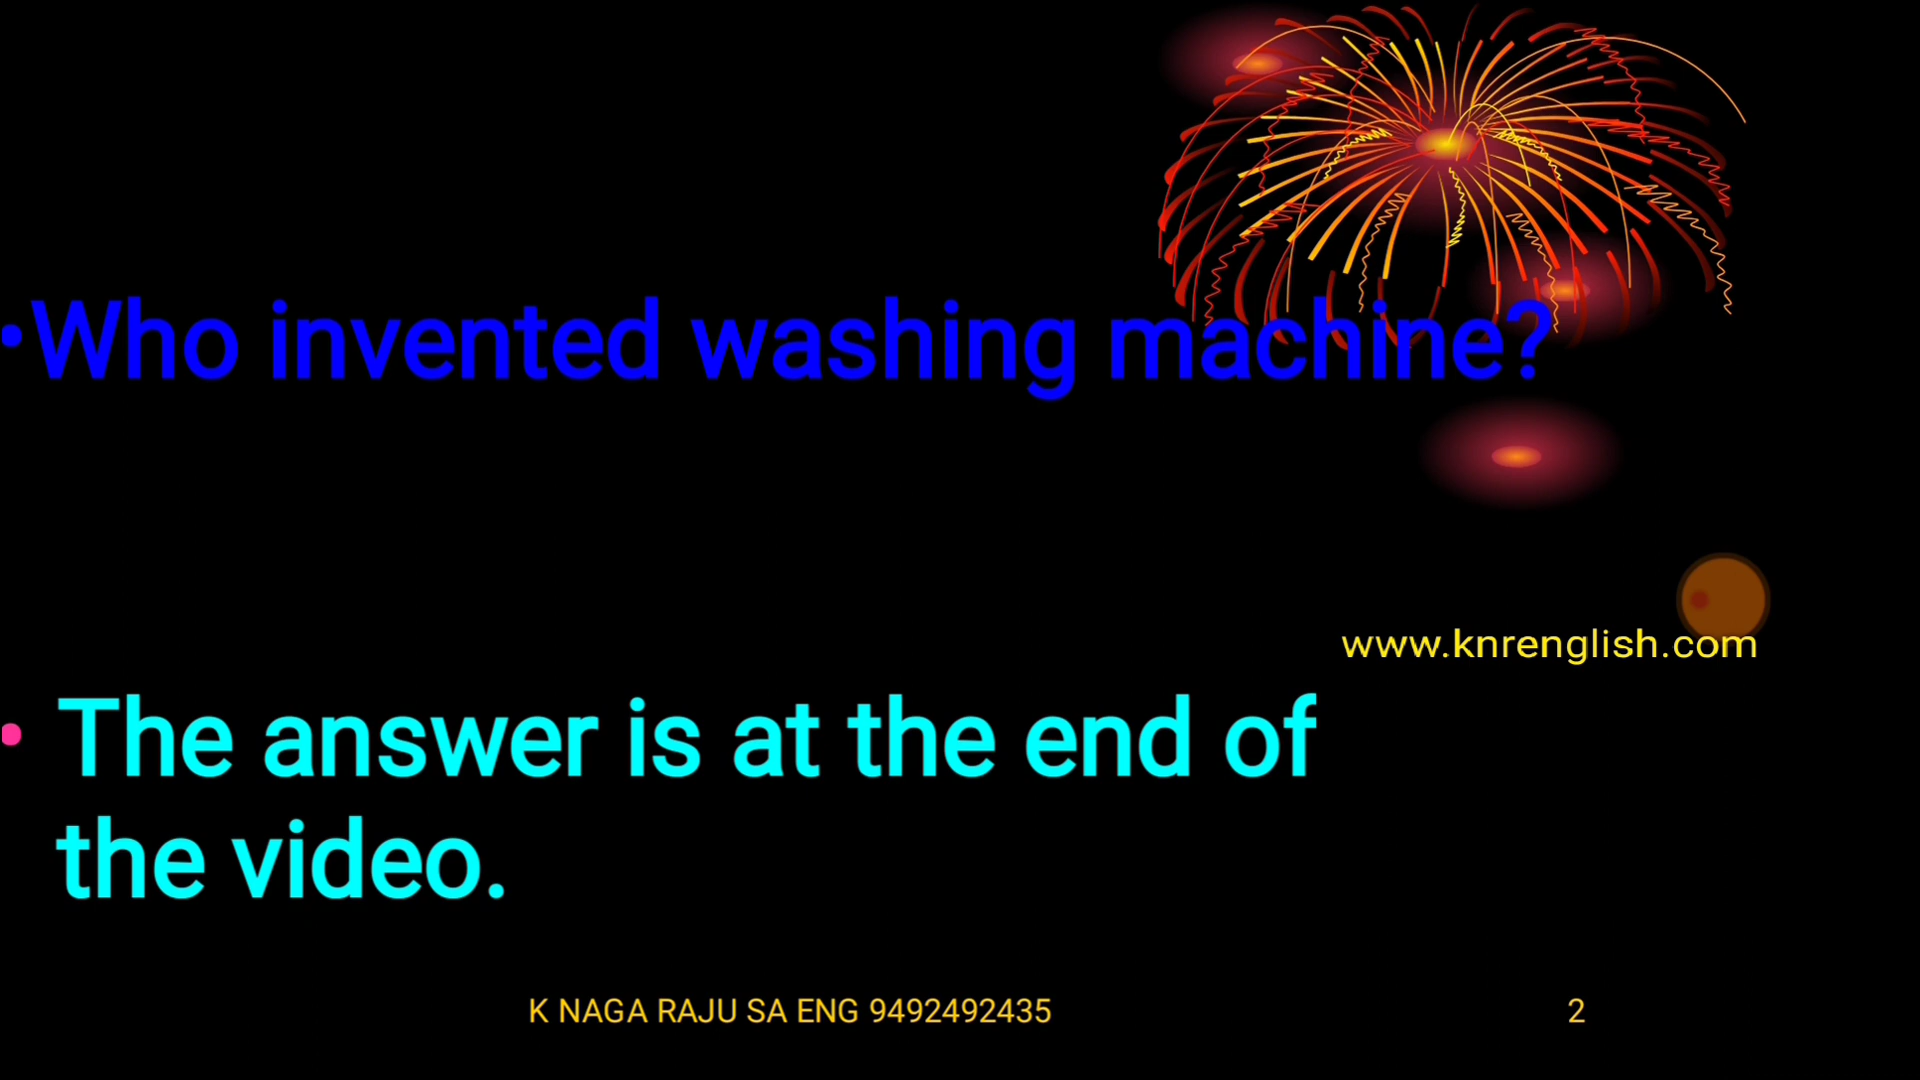 •Who invented washing machine?
www.knrenglish.com
• The answer is at the end of
the video.
K NAGA RAJU SA ENG 9492492435
2